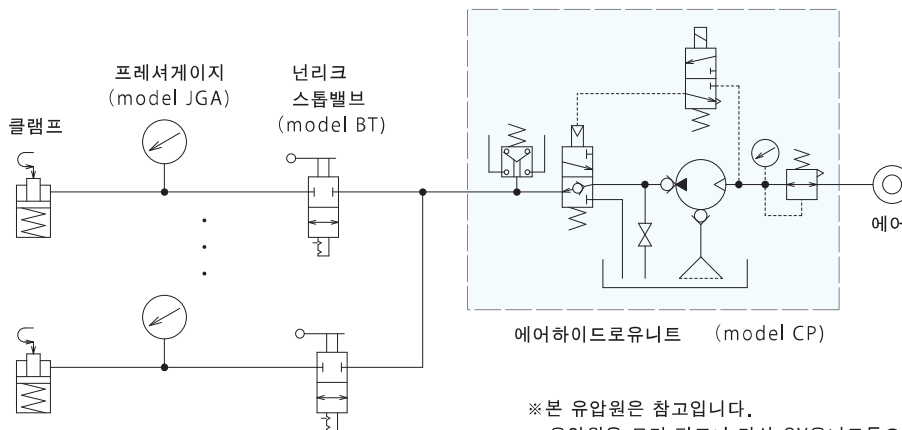 프레셔게이지
(model JGA)
넌리크
스톱밸브
(model BT)
클램프
에어
에어하이드로유니트 (model CP)
※본 유압원은 참고입니다.